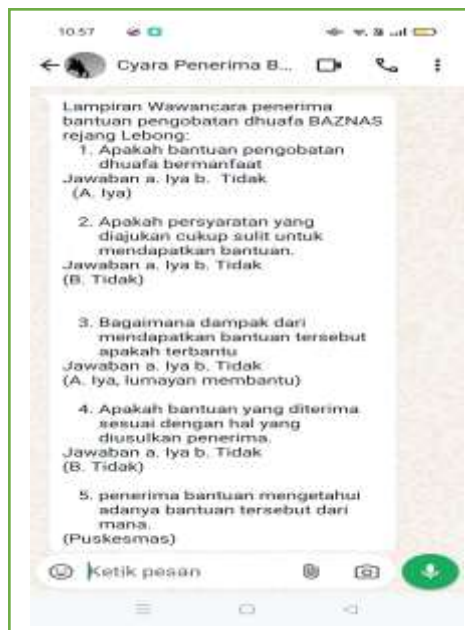 10.57
Cyara Penerima B...
Lampiran Wawancara penerima
bantuan pengobatan dhuafa BAZNAS
rejang Lebong:
1. Apakah bantuan pengobatan
dhuafa bermanfaat
Jawaban a. Iya b. Tidak
(A. Iya)
2. Apakah persyaratan yang
diajukan cukup sulit untuk
mendapatkan bantuan.
Jawaban a. Iya b. Tidak
(B. Tidak)
3. Bagaimana dampak dari
mendapatkan bantuan tersebut
apakah terbantu
Jawaban a. Iya b. Tidak
(A. Iya, lumayan membantu)
4. Apakah bantuan yang diterima
sesuai dengan hal yang
diusulkan penerima.
Jawaban a. Iya b. Tidak
(B. Tidak)
5. penerima bantuan mengetahui
adanya bantuan tersebut dari
mana.
(Puskesmas)
Ketik pesan